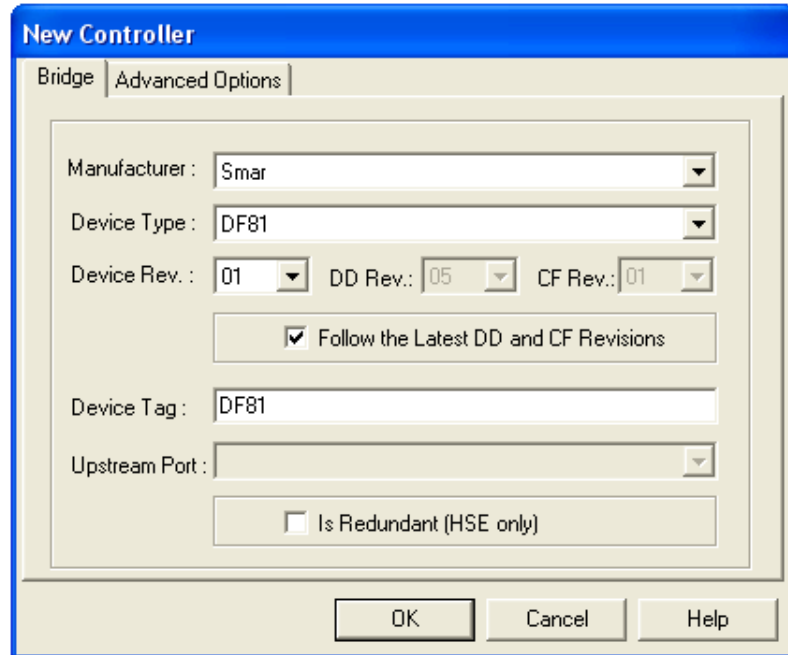 New Controller
Bridge Advanced Options
Manufacturer : Smar
Device Type : DF81
Device Rev. : 01 DD Rev.: 05 CF Rev.: 01
Follow the Latest DD and CF Revisions
Device Tag : DF81
Upstream Port :
Is Redundant (HSE only)
OK Cancel Help